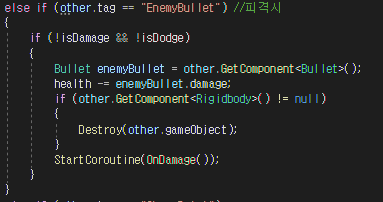 else if (other.tag == "EnemyBullet") //피격시
{
if (!isDamage && !isDodge)
{
Bullet enemyBullet = other.GetComponent<Bullet>();
health -= enemyBullet.damage;
if (other.GetComponent<Rigidbody>() != null)
{
Destroy(other.gameObject);
}
StartCoroutine(OnDamage());
}
}